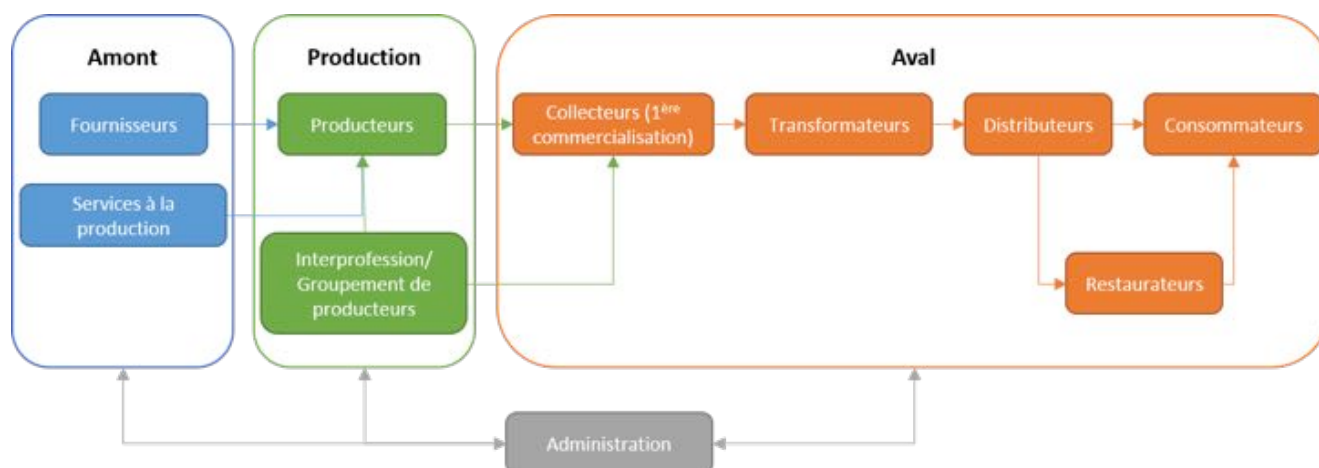 Amont
Production
Aval
Fournisseurs
Producteurs
Collecteurs (1ère
commercialisation)
Transformateurs
Distributeurs
Consommateurs
Services à la
production
Interprofession/
Groupement de
producteurs
Restaurateurs
Administration